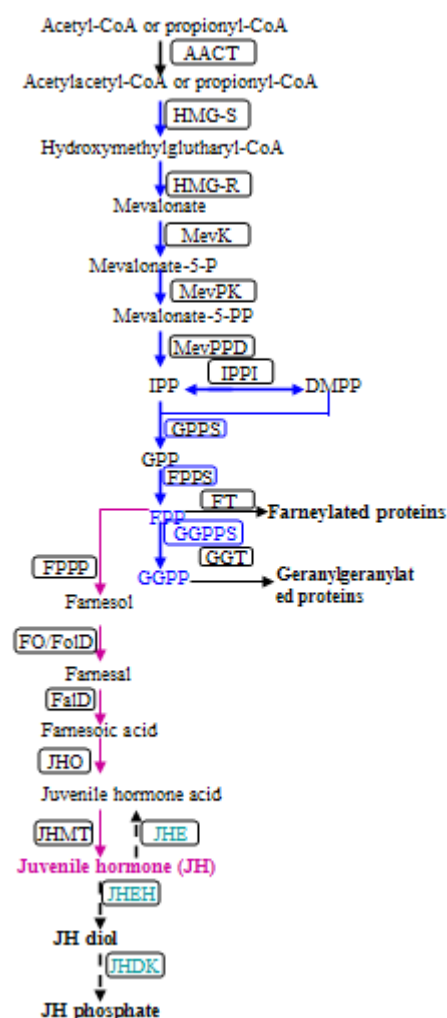 Acetyl-CoA or propionyl-CoA
AACT
Acetylacetyl-CoA or propionyl-CoA
HMG-S
Hydroxymethylglutharyl-CoA
HMG-R
Mevalonate
MevK
Mevalonate-5-P
MevPK
Mevalonate-5-PP
MevPPD
IPPI
IPP
DMPP
GPPS
GPP
FPPS
FT
FPP
Farneylated proteins
GGPPS
GGT
FPPP
GGPP
Geranylgeranylat
ed proteins
Farnesol
FO/FolD
Farnesal
FalD
Farnesoic acid
JHO
Juvenile hormone acid
JHMT
JHE
Juvenile hormone (JH)
JHEH
JH diol
JHDK
JH phosphate